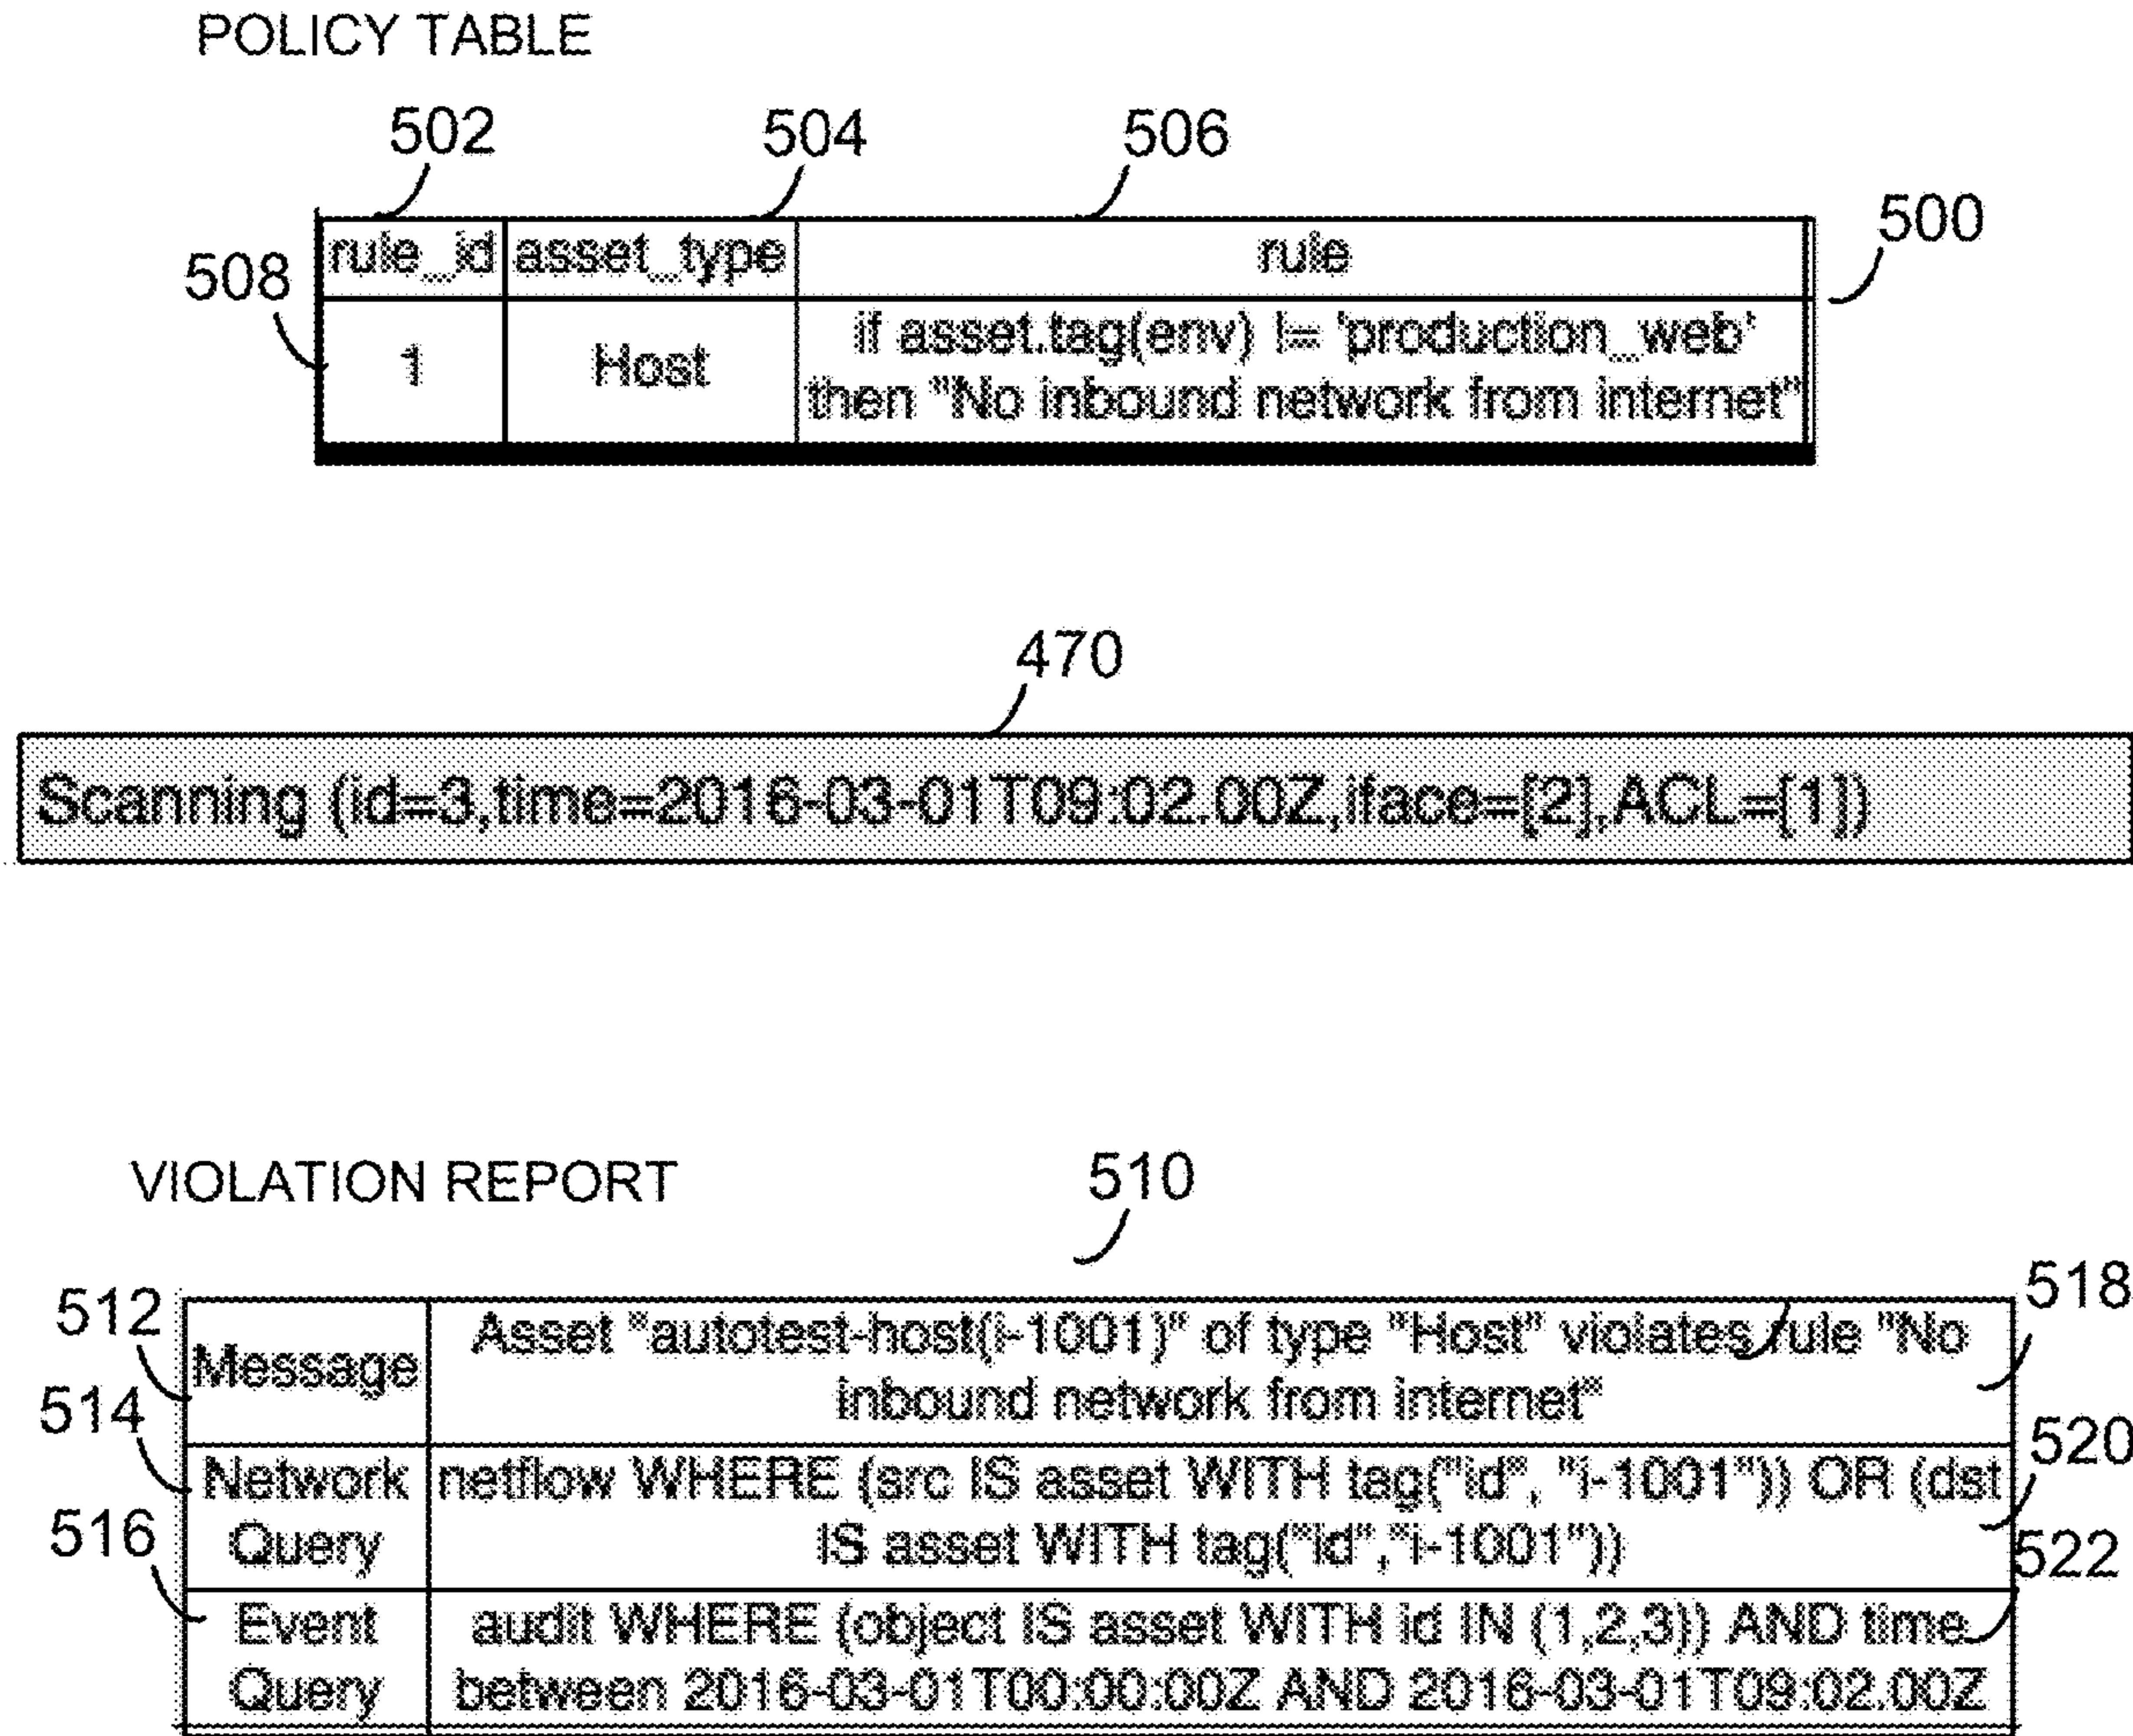 POLICY TABLE
502 504 506
500
508
rule_id asset_type rule
1 Host if asset.tag(env) != 'production_web'
then "No inbound network from internet"
470
Scanning (id=3,time=2016-03-01T09:02.00Z,iface=[2],ACL=[1])
VIOLATION REPORT
510
512
518
Message Asset "autotest-host(i-1001)" of type "Host" violates rule "No
inbound network from internet"
514
520
Network Query netflow WHERE (src IS asset WITH tag("id", "i-1001")) OR (dst
IS asset WITH tag("id","i-1001"))
516
522
Event Query audit WHERE (object IS asset WITH id IN (1,2,3)) AND time
between 2016-03-01T00:00:00Z AND 2016-03-01T09:02.00Z